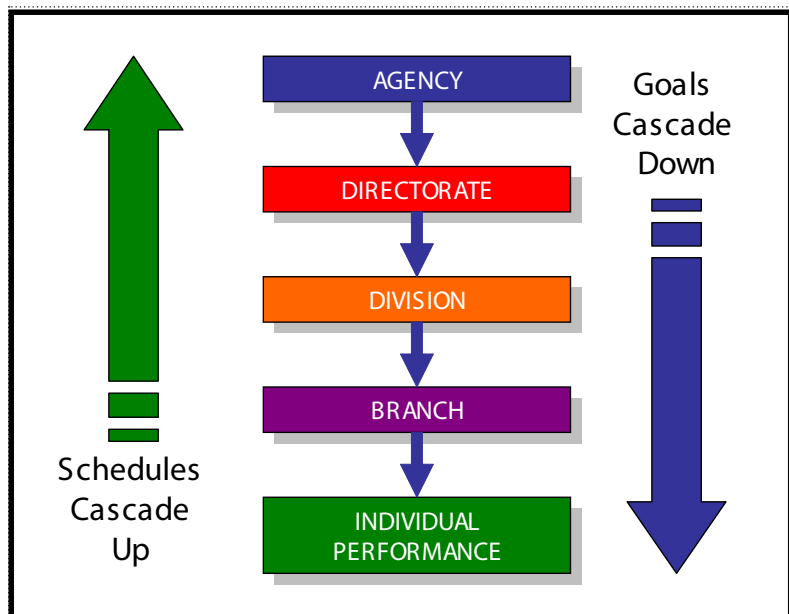 AGENCY
DIRECTORATE
DIVISION
BRANCH
INDIVIDUAL
PERFORMANCE
Schedules
Cascade
Up
Goals
Cascade
Down